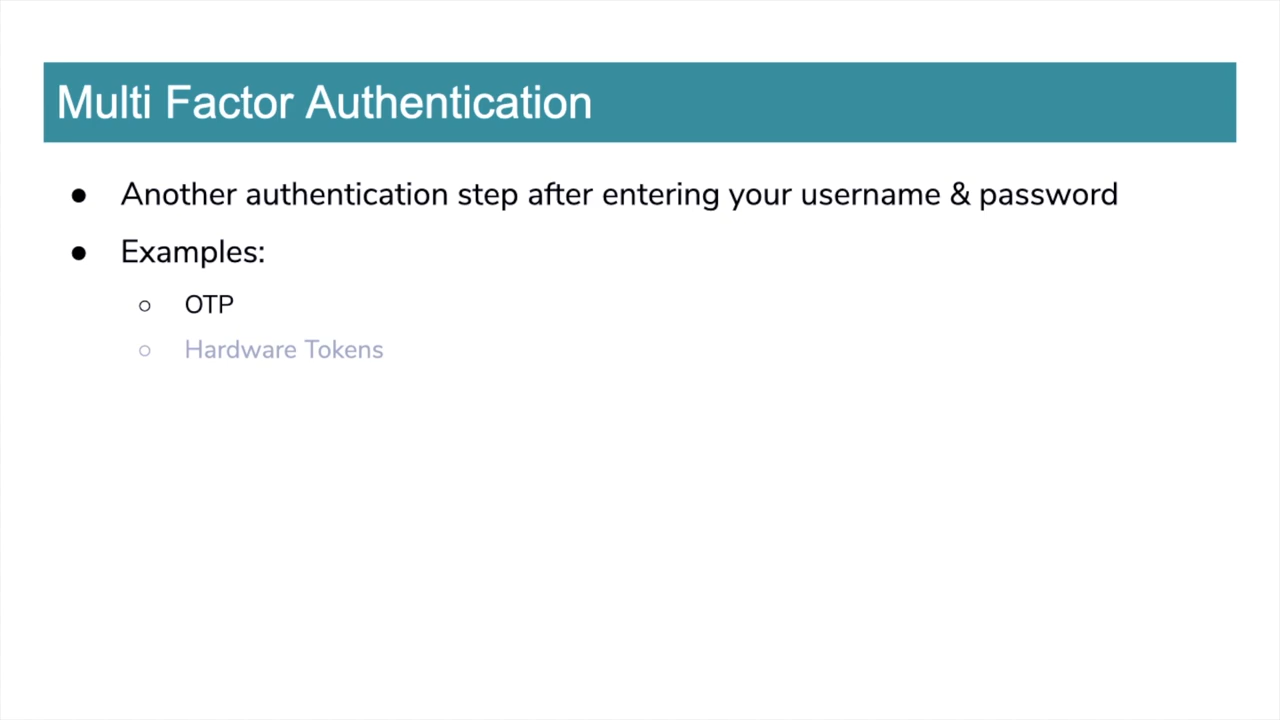 Multi Factor Authentication
● Another authentication step after entering your username & password
● Examples:
○ OTP
○ Hardware Tokens